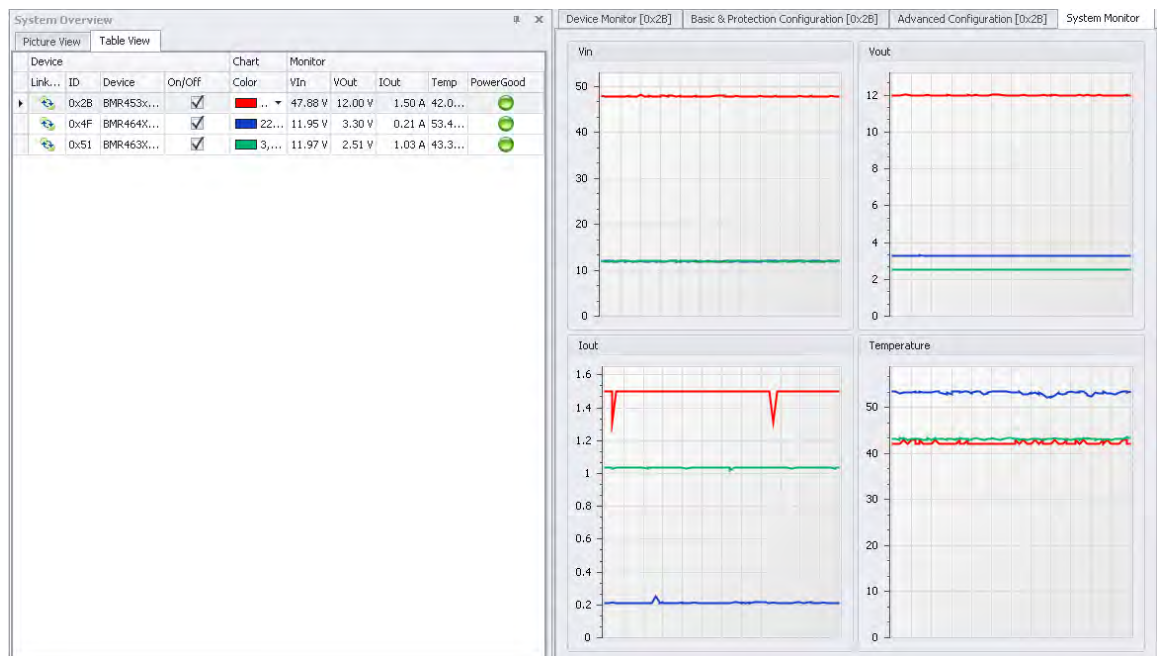 System Overview
Picture View Table View
Device Chart Monitor
Link... ID Device On/Off Color VIn VOut IOut Temp PowerGood
0x2B BMR453x... .. 47.88 V 12.00 V 1.50 A 42.0...
0x4F BMR464X... 22... 11.95 V 3.30 V 0.21 A 53.4...
0x51 BMR463X... 3,... 11.97 V 2.51 V 1.03 A 43.3...
Device Monitor [0x2B] Basic & Protection Configuration [0x2B] Advanced Configuration [0x2B] System Monitor
Vin
50
40
30
20
10
0
Vout
12
10
8
6
4
2
0
Iout
1.6
1.4
1.2
1
0.8
0.6
0.4
0.2
0
Temperature
50
40
30
20
10
0